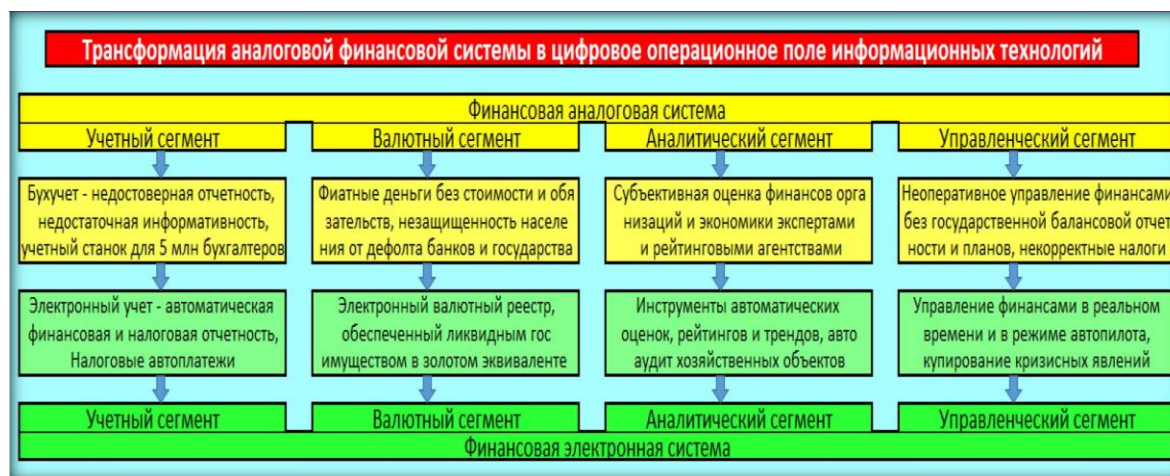 Трансформация аналоговой финансовой системы в цифровое операционное поле информационных технологий
Финансовая аналоговая система
Учетный сегмент
Валютный сегмент
Аналитический сегмент
Управленческий сегмент
Бухучет - недостоверная отчетность,
недостаточная информативность,
учетный станок для 5 млн бухгалтеров
Фиатные деньги без стоимости и обя
зательств, незащищенность населе
ния от дефолта банков и государства
Субъективная оценка финансов орга
низаций и экономики экспертами
и рейтинговыми агентствами
Неоперативное управление финансами
без государственной балансовой отчет
ности и планов, некорректные налоги
Электронный учет - автоматическая
финансовая и налоговая отчетность,
Налоговые автоплатежи
Электронный валютный реестр,
обеспеченный ликвидным гос
имуществом в золотом эквиваленте
Инструменты автоматических
оценок, рейтингов и трендов, авто
аудит хозяйственных объектов
Управление финансами в реальном
времени и в режиме автопилота,
купирование кризисных явлений
Учетный сегмент
Валютный сегмент
Аналитический сегмент
Управленческий сегмент
Финансовая электронная система